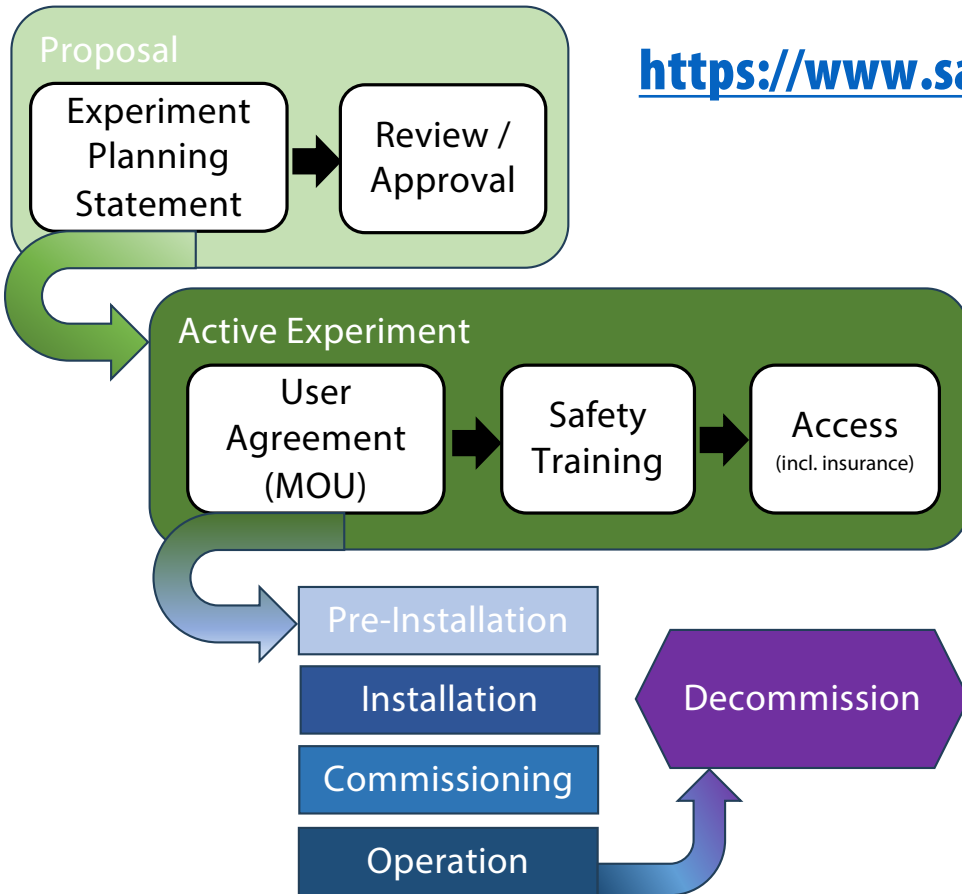 Proposal
https://www.sa
Experiment
Planning
Statement
Review /
Approval
Active Experiment
User
Agreement
(MOU)
Safety
Training
Access
(incl. insurance)
Pre-Installation
Installation
Decommission
Commissioning
Operation